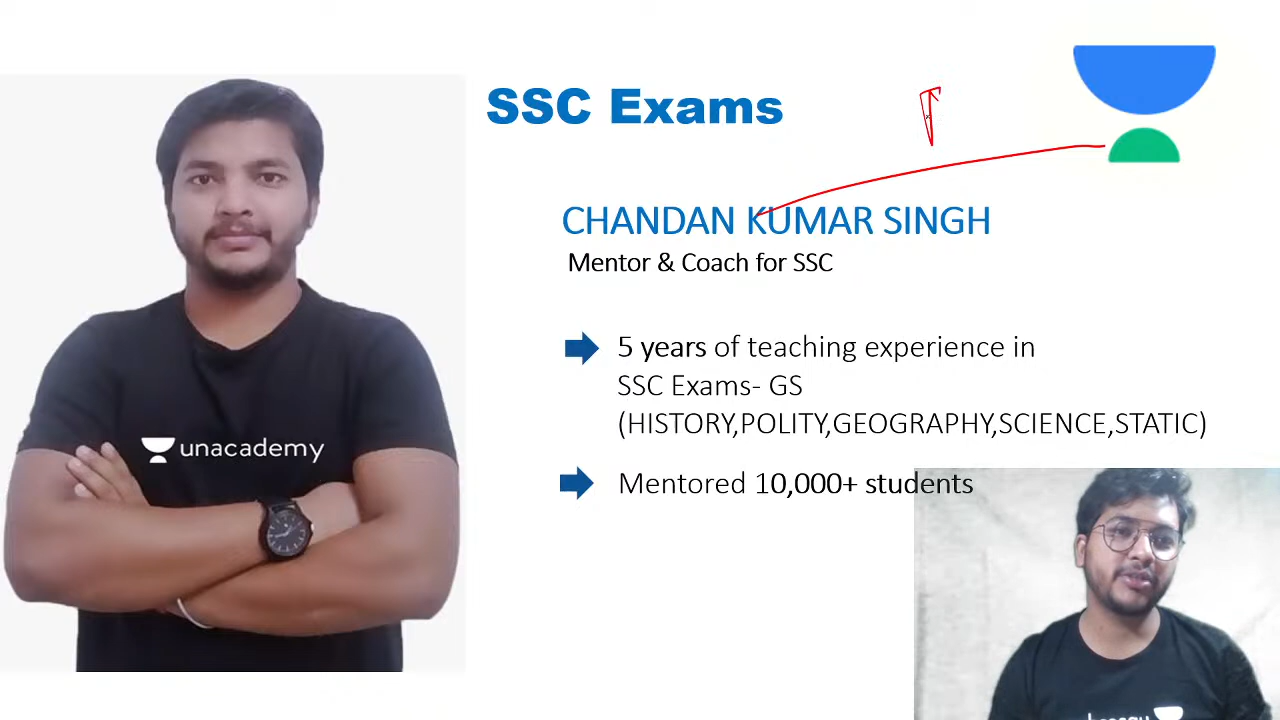 SSC Exams
CHANDAN KUMAR SINGH
Mentor & Coach for SSC
5 years of teaching experience in
SSC Exams- GS
(HISTORY,POLITY,GEOGRAPHY,SCIENCE,STATIC)
Mentored 10,000+ students
unacademy